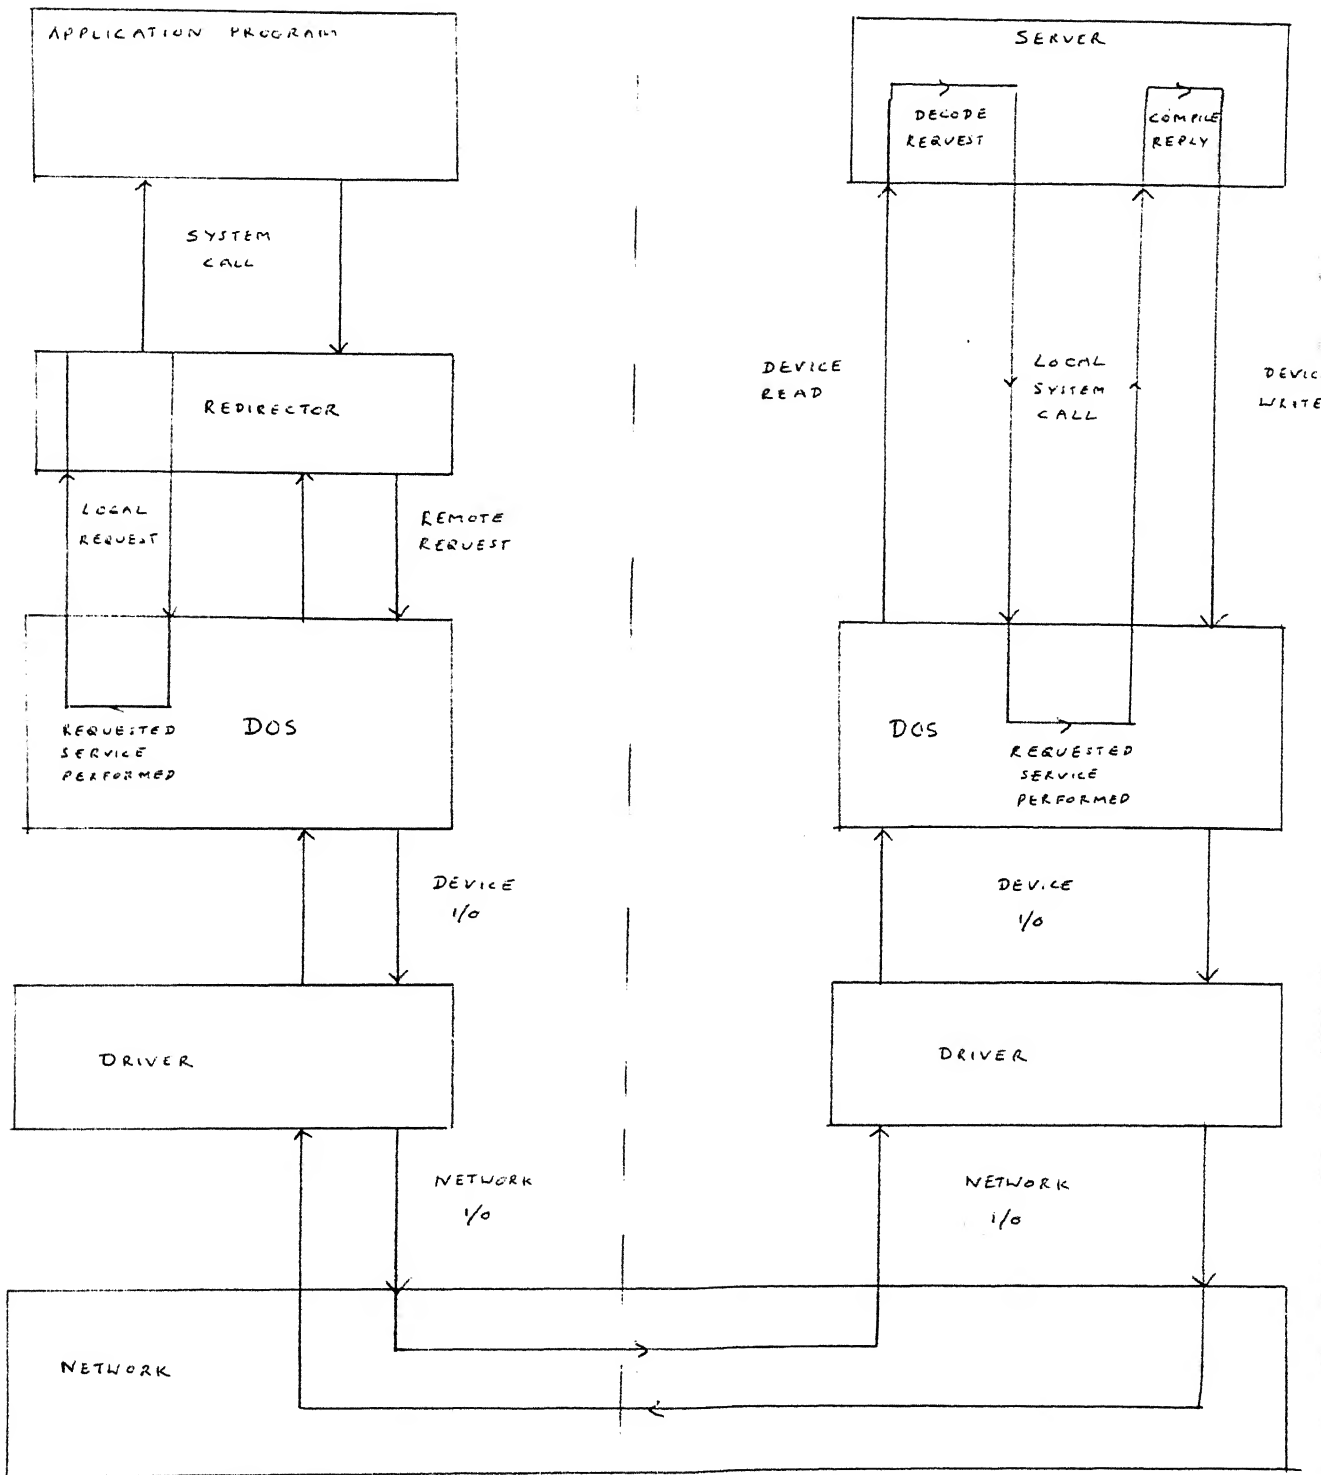 APPLICATION PROGRAM
SERVER
DECODE
REQUEST
COMPILE
REPLY
SYSTEM
CALL
DEVICE
READ
LOCAL
SYSTEM
CALL
DEVIC
WRITE
REDIRECTOR
LOCAL
REQUEST
REMOTE
REQUEST
REQUESTED
SERVICE
PERFORMED
DOS
DOS
REQUESTED
SERVICE
PERFORMED
DEVICE
I/O
DEVICE
I/O
DRIVER
DRIVER
NETWORK
I/O
NETWORK
I/O
NETWORK